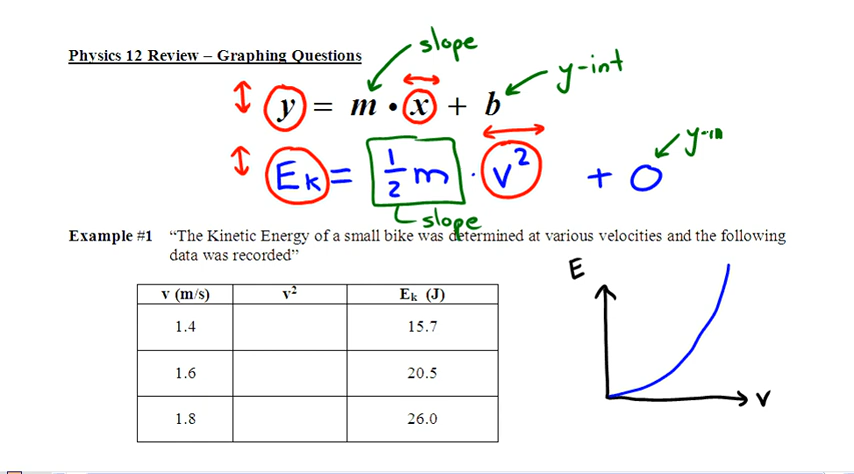 Physics 12 Review – Graphing Questions
slope
y-int
y = m • x + b
Ek = 1/2 m · v² + 0
slope
Example #1 “The Kinetic Energy of a small bike was determined at various velocities and the following
data was recorded”
v (m/s) v² Ek (J)
1.4 15.7
1.6 20.5
1.8 26.0
E
v